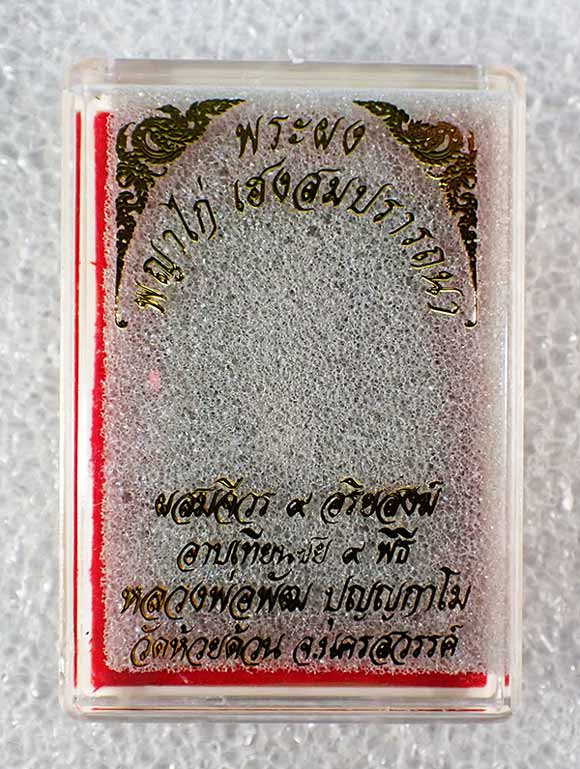 พระผง
พญาไก่ เฮงสมปรารถนา
ผสมจีวร ๙ อริยสงฆ์
อาบเทียนชัย ๙ พิธี
หลวงพ่อพัฒ ปุญญกาโม
วัดห้วยด้วน จ.นครสวรรค์